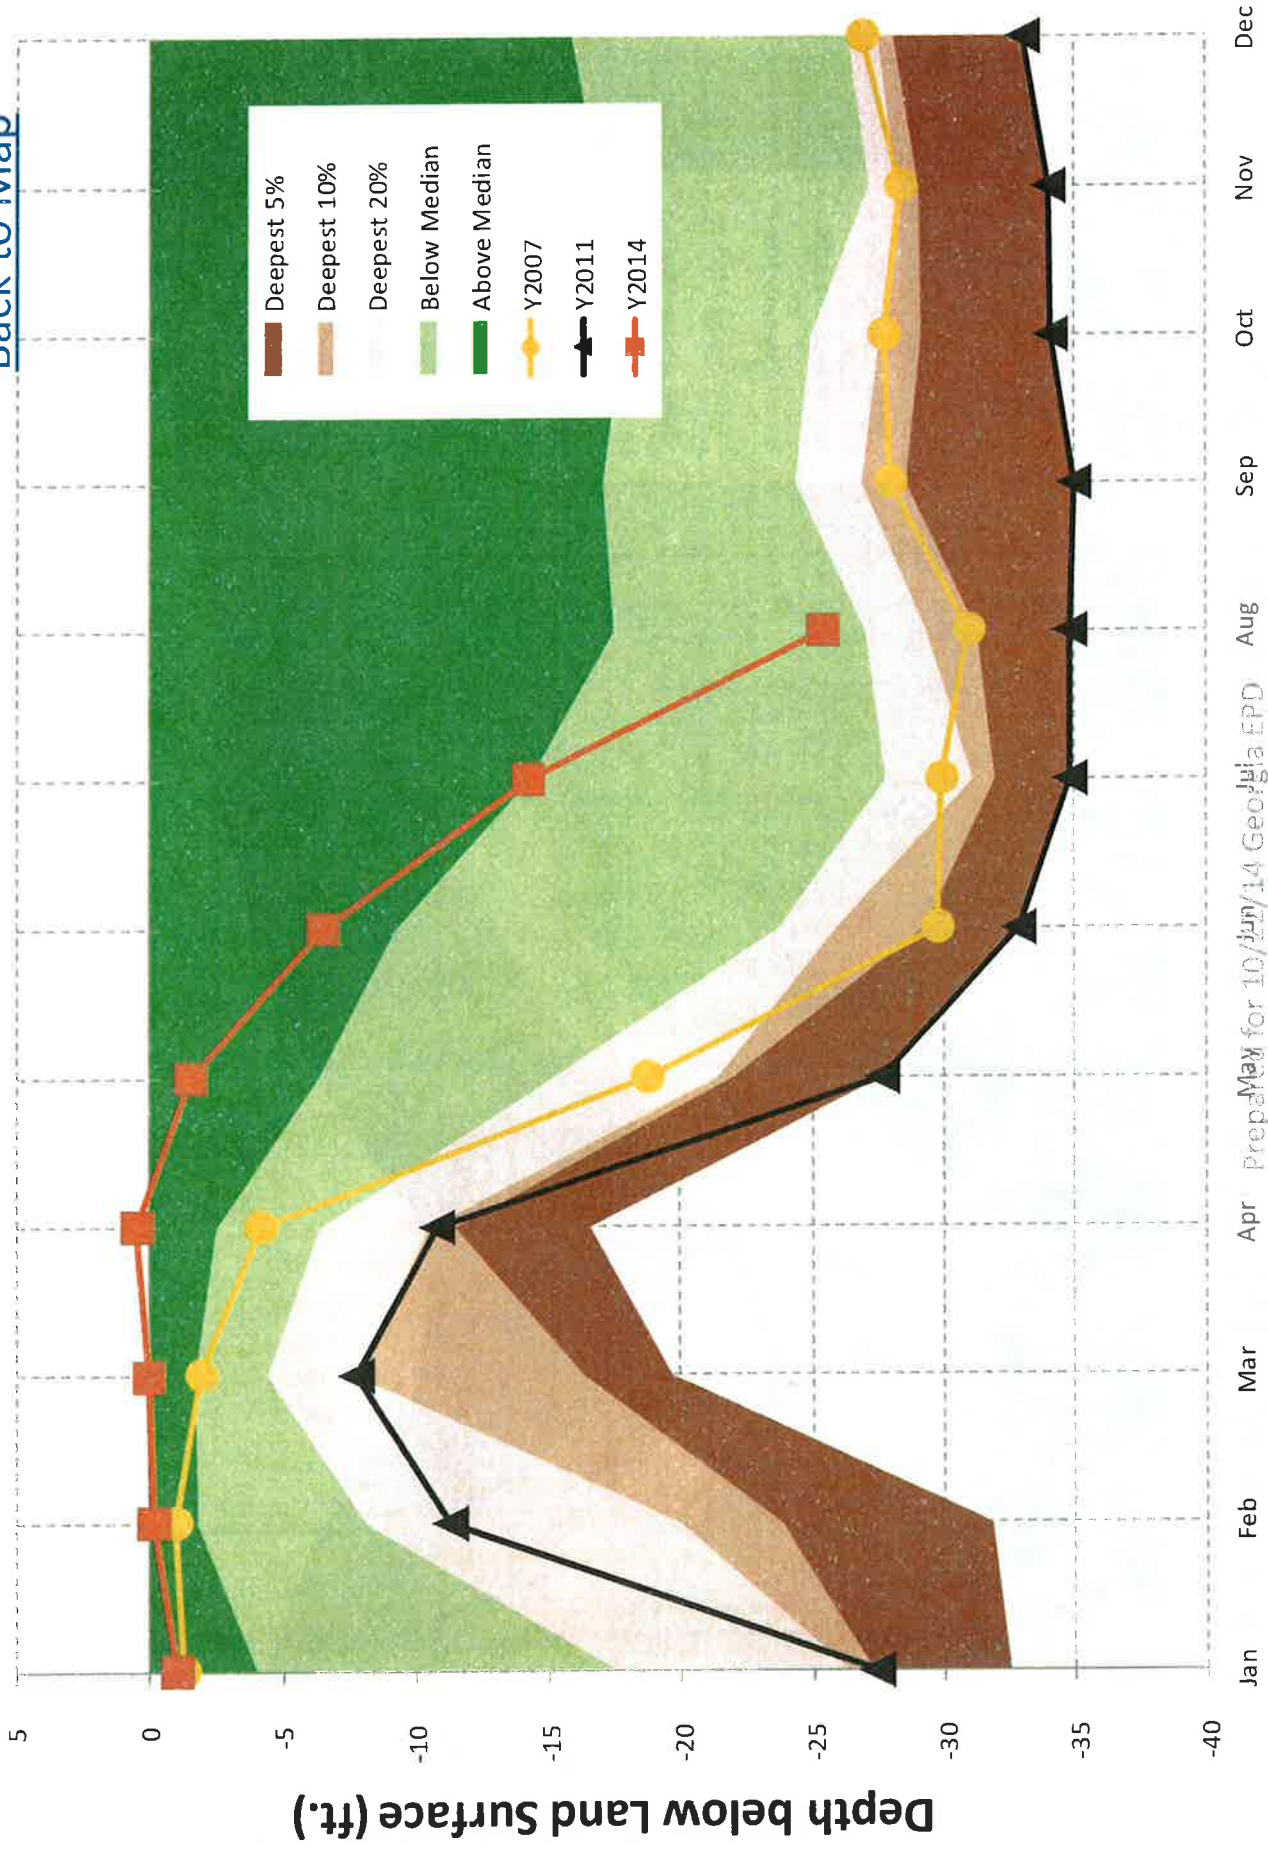 Back to Map
5
0
-5
-10
-15
-20
-25
-30
-35
-40
Depth below Land Surface (ft.)
Deepest 5%
Deepest 10%
Deepest 20%
Below Median
Above Median
Y2007
Y2011
Y2014
Jan
Feb
Mar
Apr
May
Jun
Jul
Aug
Sep
Oct
Nov
Dec
Prepared for 10/ /14 Georgia EPD